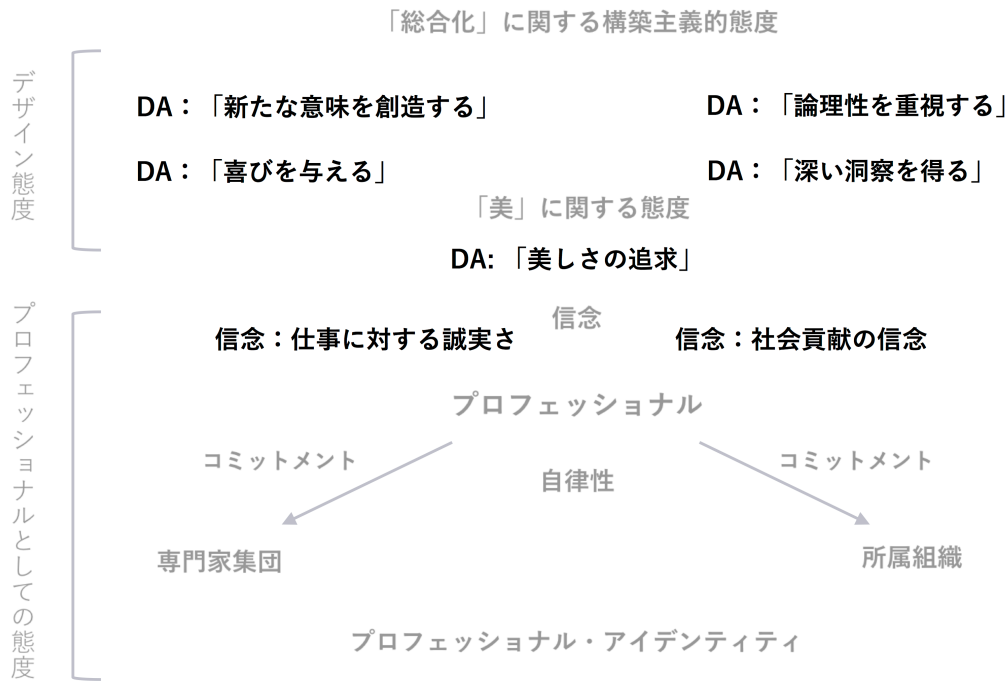 「総合化」に関する構築主義的態度
デザイン態度
DA：「新たな意味を創造する」
DA：「論理性を重視する」
DA：「喜びを与える」
DA：「深い洞察を得る」
「美」に関する態度
DA: 「美しさの追求」
プロフェッショナルとしての態度
信念
信念：仕事に対する誠実さ
信念：社会貢献の信念
プロフェッショナル
コミットメント
コミットメント
自律性
専門家集団
所属組織
プロフェッショナル・アイデンティティ